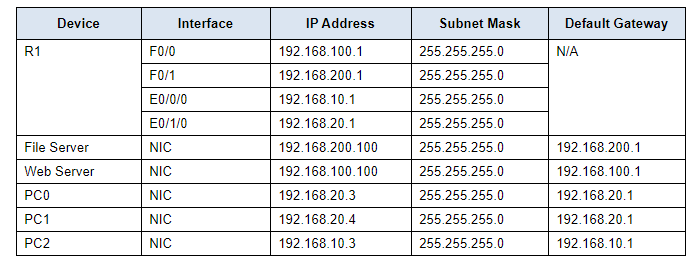 Device Interface IP Address Subnet Mask Default Gateway
R1 F0/0 192.168.100.1 255.255.255.0 N/A
F0/1 192.168.200.1 255.255.255.0
E0/0/0 192.168.10.1 255.255.255.0
E0/1/0 192.168.20.1 255.255.255.0
File Server NIC 192.168.200.100 255.255.255.0 192.168.200.1
Web Server NIC 192.168.100.100 255.255.255.0 192.168.100.1
PC0 NIC 192.168.20.3 255.255.255.0 192.168.20.1
PC1 NIC 192.168.20.4 255.255.255.0 192.168.20.1
PC2 NIC 192.168.10.3 255.255.255.0 192.168.10.1